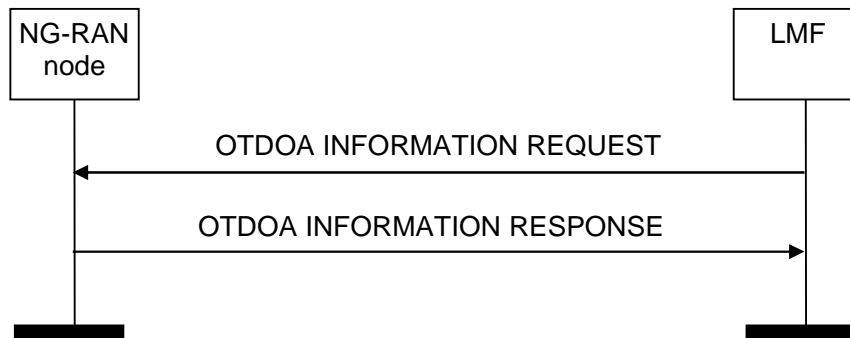 NG-RAN
node
LMF
OTDOA INFORMATION REQUEST
OTDOA INFORMATION RESPONSE